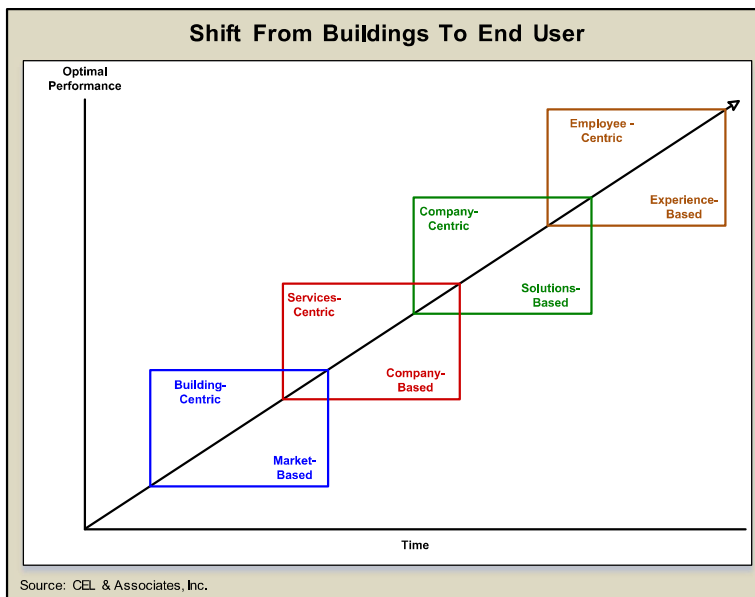 Shift From Buildings To End User
Optimal
Performance
Employee -
Centric
Experience-
Based
Company-
Centric
Solutions-
Based
Services-
Centric
Company-
Based
Building-
Centric
Market-
Based
Time
Source: CEL & Associates, Inc.